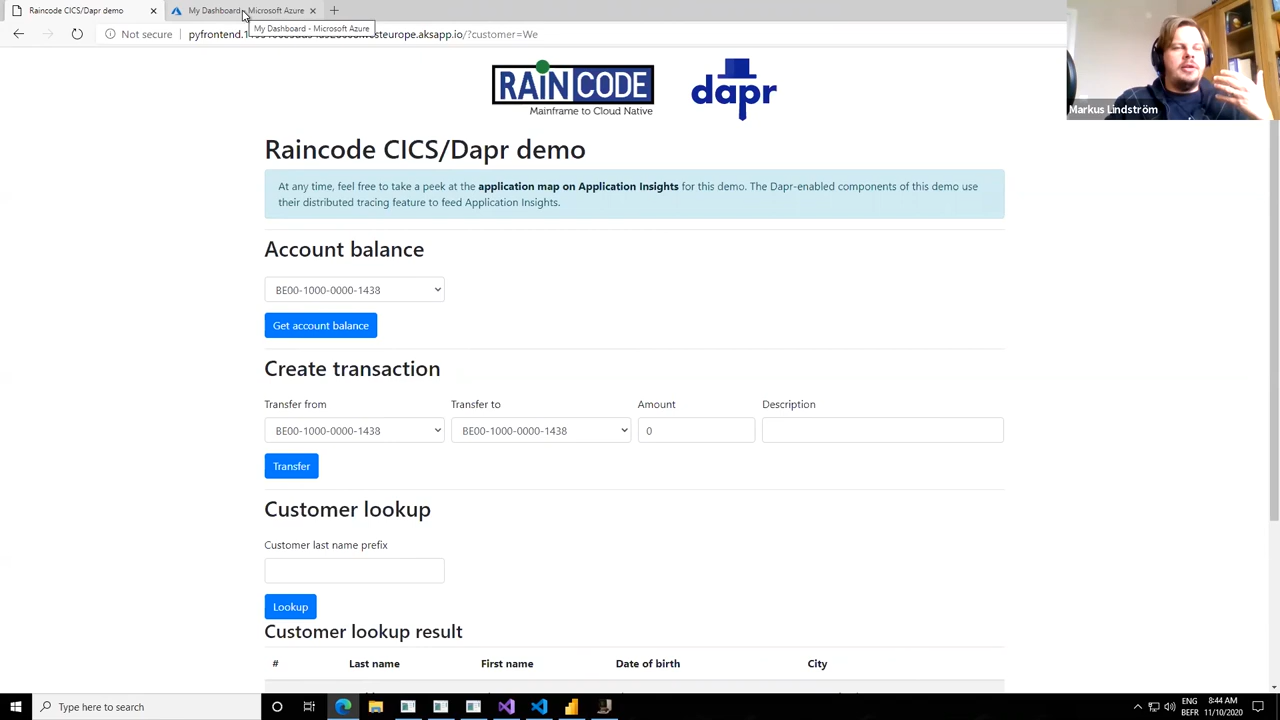 Raincode CICS/Dapr demo
My Dashboard - Microsoft Azure
My Dashboard - Microsoft Azure
Not secure
?customer=We
RAINCODE
Mainframe to Cloud Native
dapr
Markus Lindström
Raincode CICS/Dapr demo
At any time, feel free to take a peek at the application map on Application Insights for this demo. The Dapr-enabled components of this demo use
their distributed tracing feature to feed Application Insights.
Account balance
BE00-1000-0000-1438
Get account balance
Create transaction
Transfer from Transfer to Amount Description
BE00-1000-0000-1438 BE00-1000-0000-1438 0
Transfer
Customer lookup
Customer last name prefix
Lookup
Customer lookup result
# Last name First name Date of birth City
Type here to search
ENG 8:44 AM
BEFR 11/10/2020